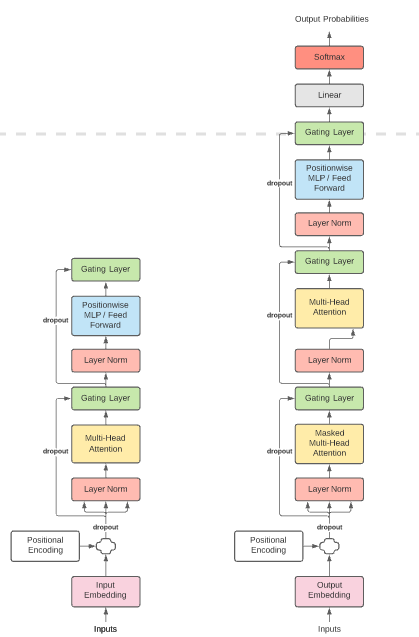 Output Probabilities
Softmax
Linear
Gating Layer
Positionwise
MLP / Feed
Forward
dropout
Layer Norm
Gating Layer
Multi-Head
Attention
dropout
Layer Norm
Gating Layer
Masked
Multi-Head
Attention
dropout
Layer Norm
dropout
Positional
Encoding
Output
Embedding
Inputs
Gating Layer
Positionwise
MLP / Feed
Forward
dropout
Layer Norm
Gating Layer
Multi-Head
Attention
dropout
Layer Norm
dropout
Positional
Encoding
Input
Embedding
Inputs